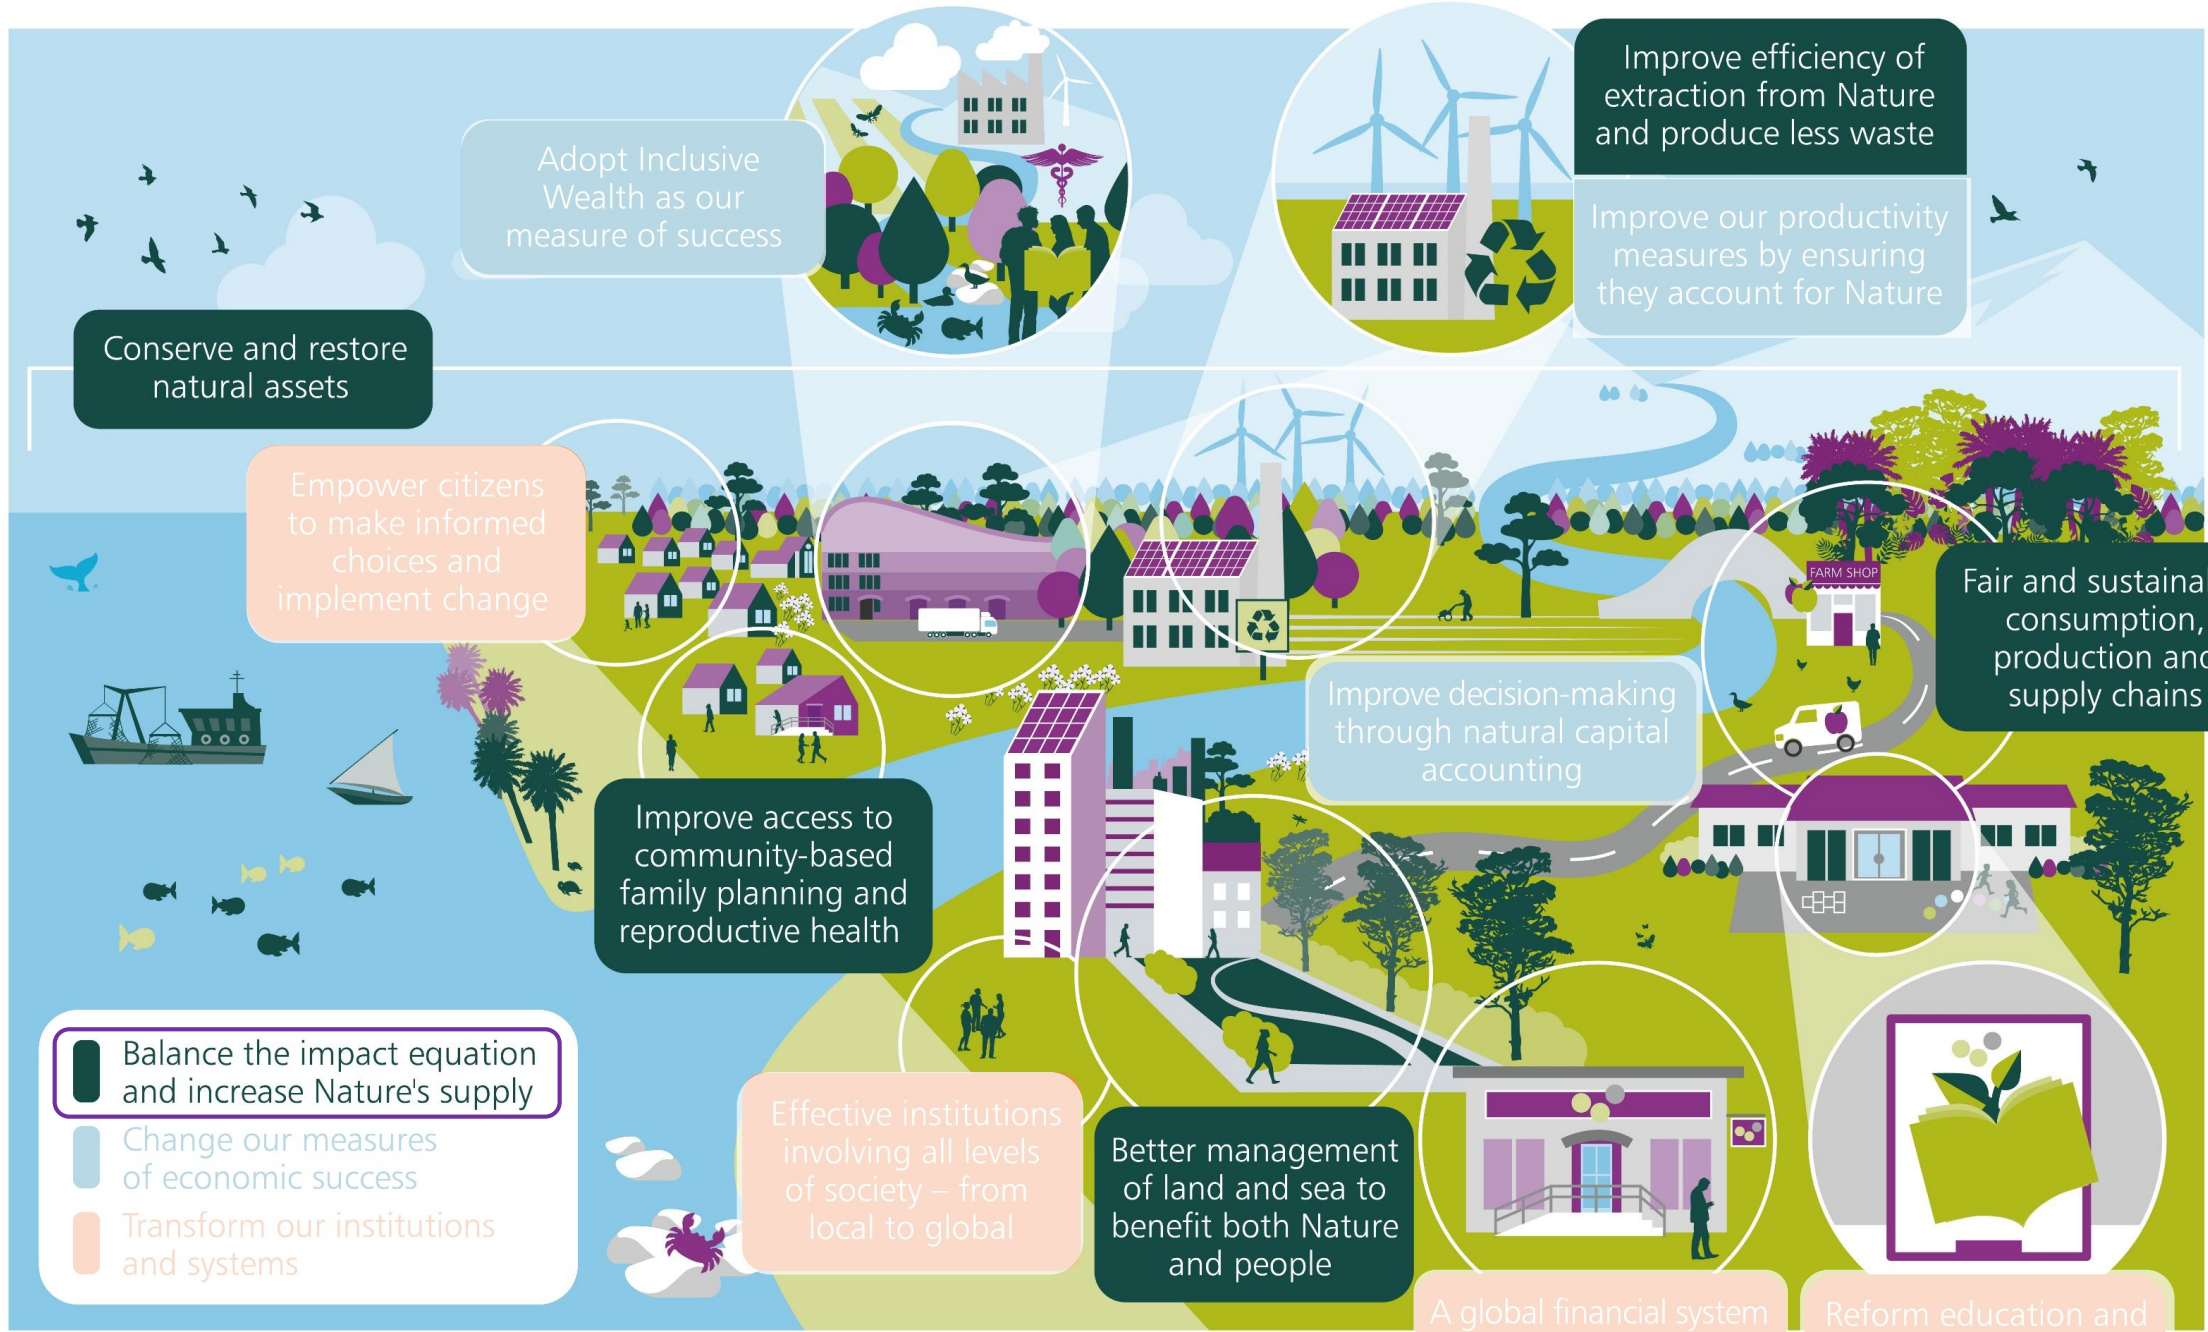 Improve efficiency of
extraction from Nature
and produce less waste
Adopt Inclusive
Wealth as our
measure of success
Improve our productivity
measures by ensuring
they account for Nature
Conserve and restore
natural assets
Empower citizens
to make informed
choices and
implement change
FARM SHOP
Fair and sustaina
consumption,
production and
supply chains
Improve decision-making
through natural capital
accounting
Improve access to
community-based
family planning and
reproductive health
Balance the impact equation
and increase Nature's supply
Change our measures
of economic success
Transform our institutions
and systems
Effective institutions
involving all levels
of society – from
local to global
Better management
of land and sea to
benefit both Nature
and people
A global financial system
Reform education and